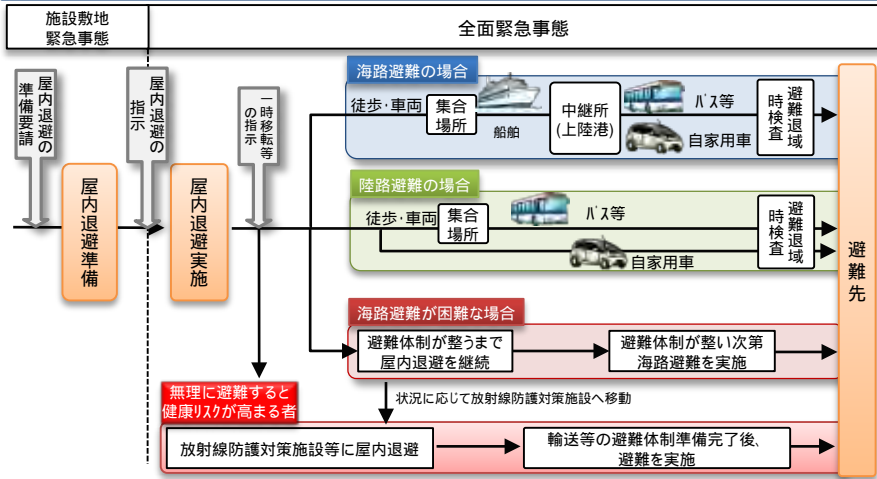 施設敷地
緊急事態
全面緊急事態
屋内退避の
準備要請
屋内退避の
指示
一時移転等
の指示
屋内退避準備
屋内退避実施
海路避難の場合
徒歩・車両
集合
場所
船舶
中継所
(上陸港)
バス等
自家用車
避難退域
時検査
陸路避難の場合
徒歩・車両
集合
場所
バス等
自家用車
避難退域
時検査
避難先
海路避難が困難な場合
避難体制が整うまで
屋内退避を継続
避難体制が整い次第
海路避難を実施
無理に避難すると
健康リスクが高まる者
状況に応じて放射線防護対策施設へ移動
放射線防護対策施設等に屋内退避
輸送等の避難体制準備完了後、
避難を実施